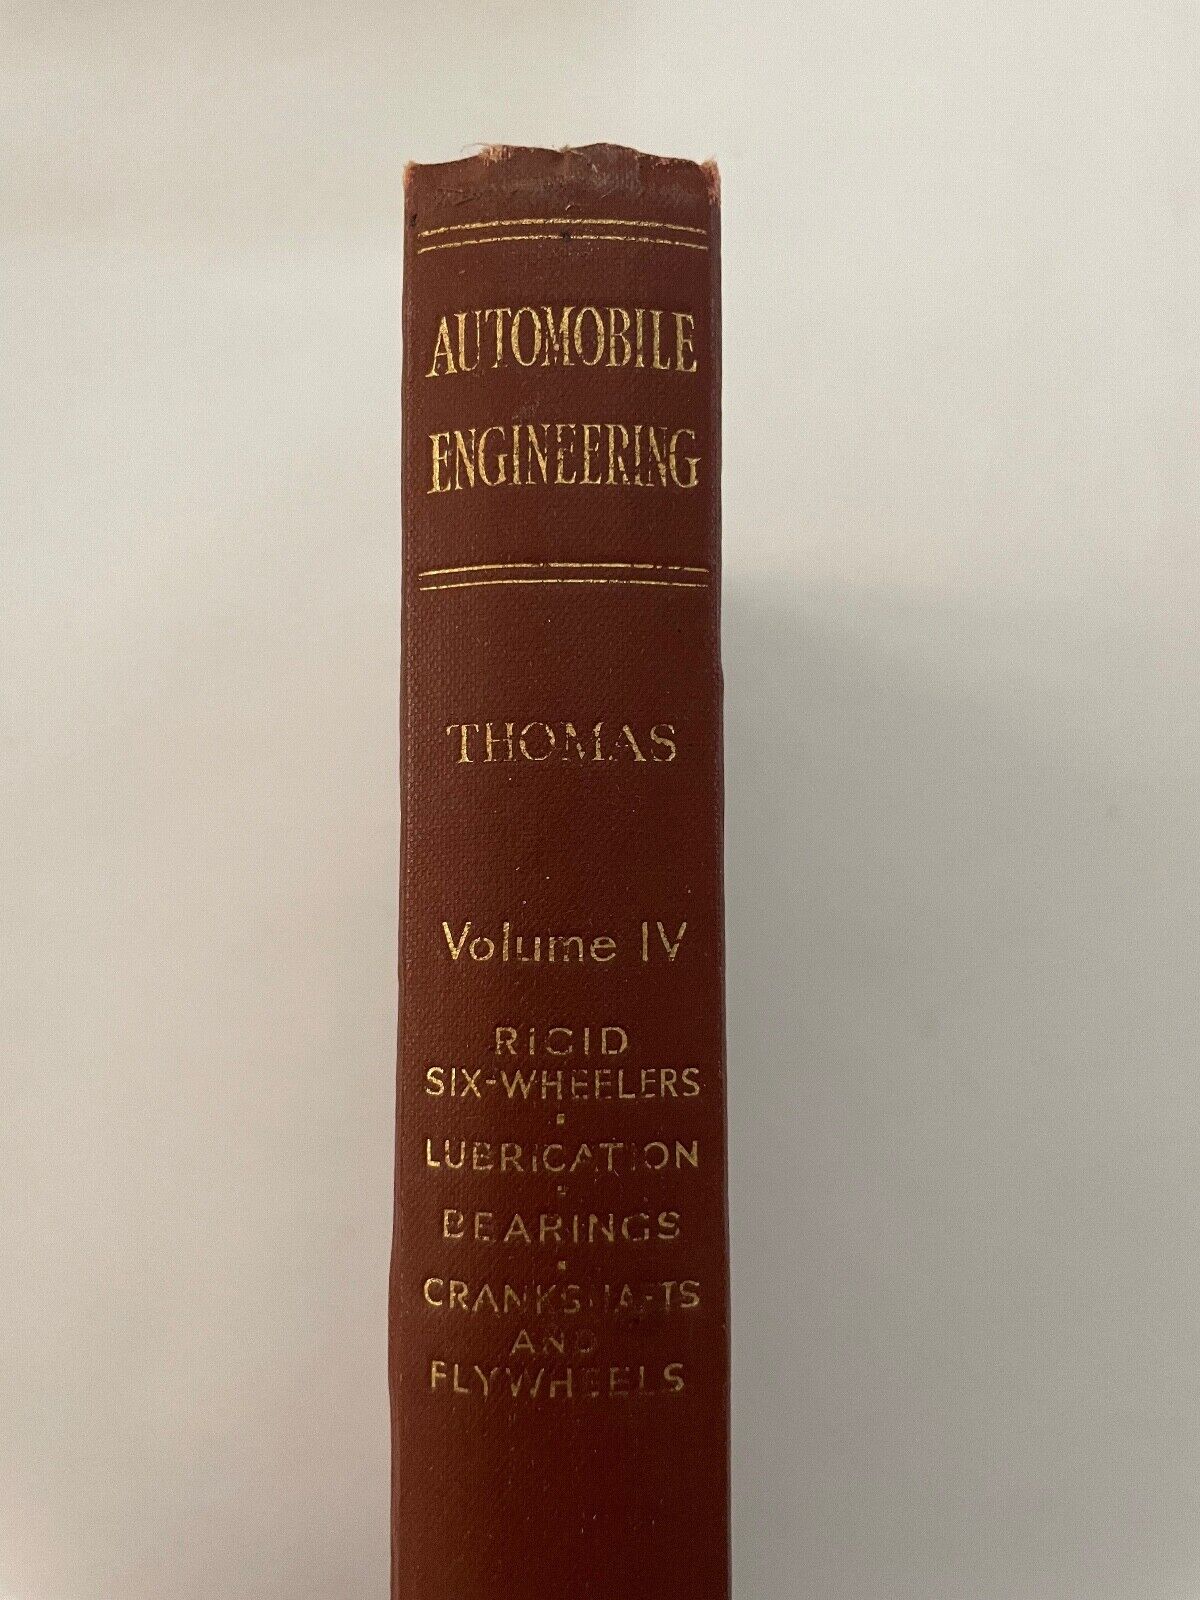 AUTOMOBILE
ENGINEERING
THOMAS
Volume IV
RIGID
SIX-WHEELERS
LUBRICATION
BEARINGS
CRANKSHAFTS
AND
FLYWHEELS